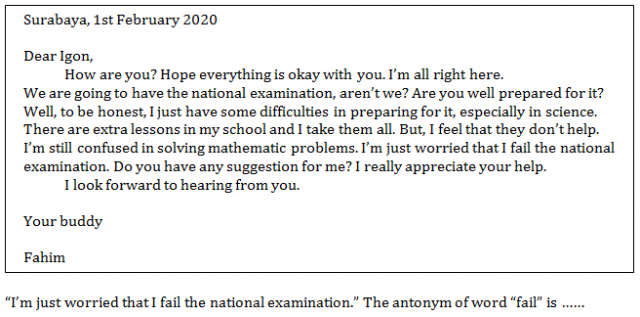 Surabaya, 1st February 2020
Dear Igon,
How are you? Hope everything is okay with you. I'm all right here.
We are going to have the national examination, aren't we? Are you well prepared for it?
Well, to be honest, I just have some difficulties in preparing for it, especially in science.
There are extra lessons in my school and I take them all. But, I feel that they don't help.
I'm still confused in solving mathematic problems. I'm just worried that I fail the national
examination. Do you have any suggestion for me? I really appreciate your help.
I look forward to hearing from you.
Your buddy
Fahim
“I'm just worried that I fail the national examination.” The antonym of word “fail” is ......